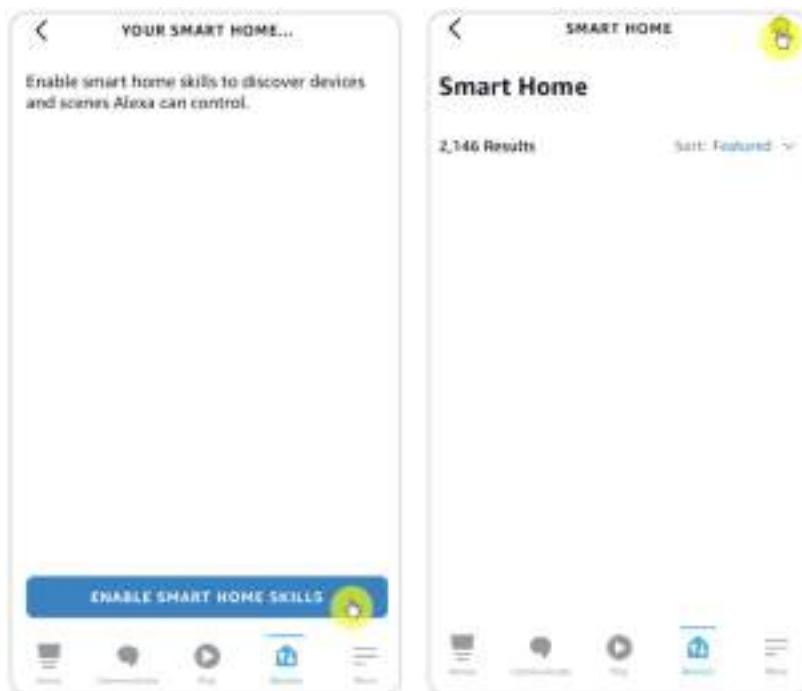 YOUR SMART HOME...
Enable smart home skills to discover devices
and scenes Alexa can control.
ENABLE SMART HOME SKILLS
SMART HOME
Smart Home
2,146 Results
Sort: Featured